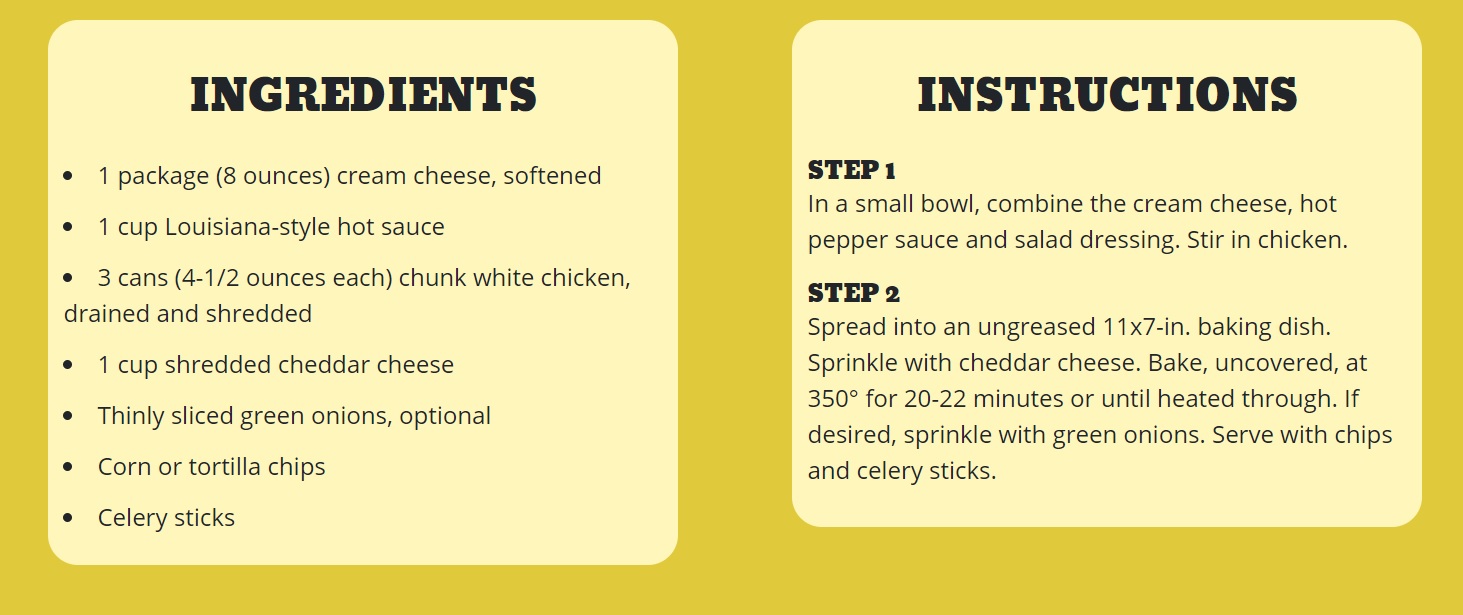 INGREDIENTS
• 1 package (8 ounces) cream cheese, softened
• 1 cup Louisiana-style hot sauce
• 3 cans (4-1/2 ounces each) chunk white chicken,
drained and shredded
• 1 cup shredded cheddar cheese
• Thinly sliced green onions, optional
• Corn or tortilla chips
• Celery sticks
INSTRUCTIONS
STEP 1
In a small bowl, combine the cream cheese, hot
pepper sauce and salad dressing. Stir in chicken.
STEP 2
Spread into an ungreased 11x7-in. baking dish.
Sprinkle with cheddar cheese. Bake, uncovered, at
350° for 20-22 minutes or until heated through. If
desired, sprinkle with green onions. Serve with chips
and celery sticks.